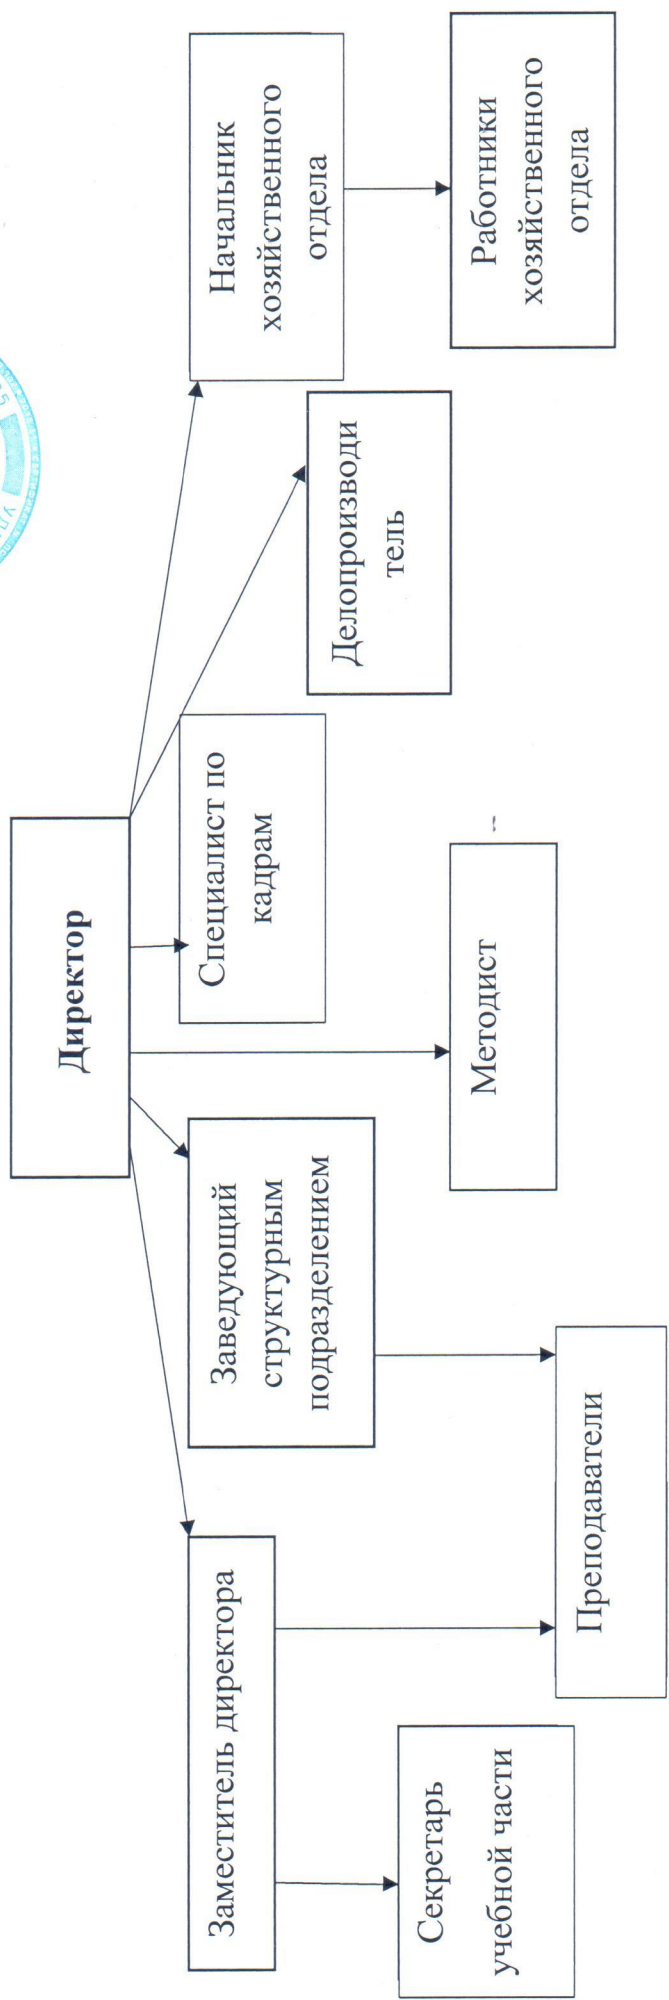 Директор
Заместитель директора
Заведующий
структурным
подразделением
Специалист по
кадрам
Делопроизводи
тель
Начальник
хозяйственного
отдела
Секретарь
учебной части
Преподаватели
Методист
Работники
хозяйственного
отдела